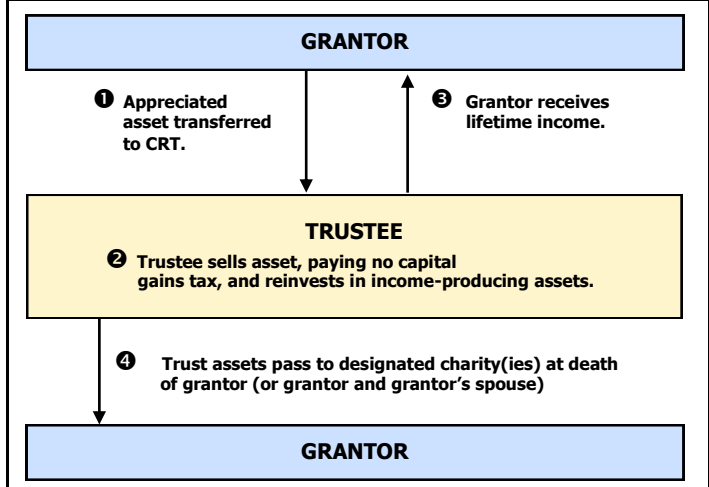 GRANTOR
❶ Appreciated
asset transferred
to CRT.
❸ Grantor receives
lifetime income.
TRUSTEE
❷ Trustee sells asset, paying no capital
gains tax, and reinvests in income-producing assets.
❹ Trust assets pass to designated charity(ies) at death
of grantor (or grantor and grantor’s spouse)
GRANTOR